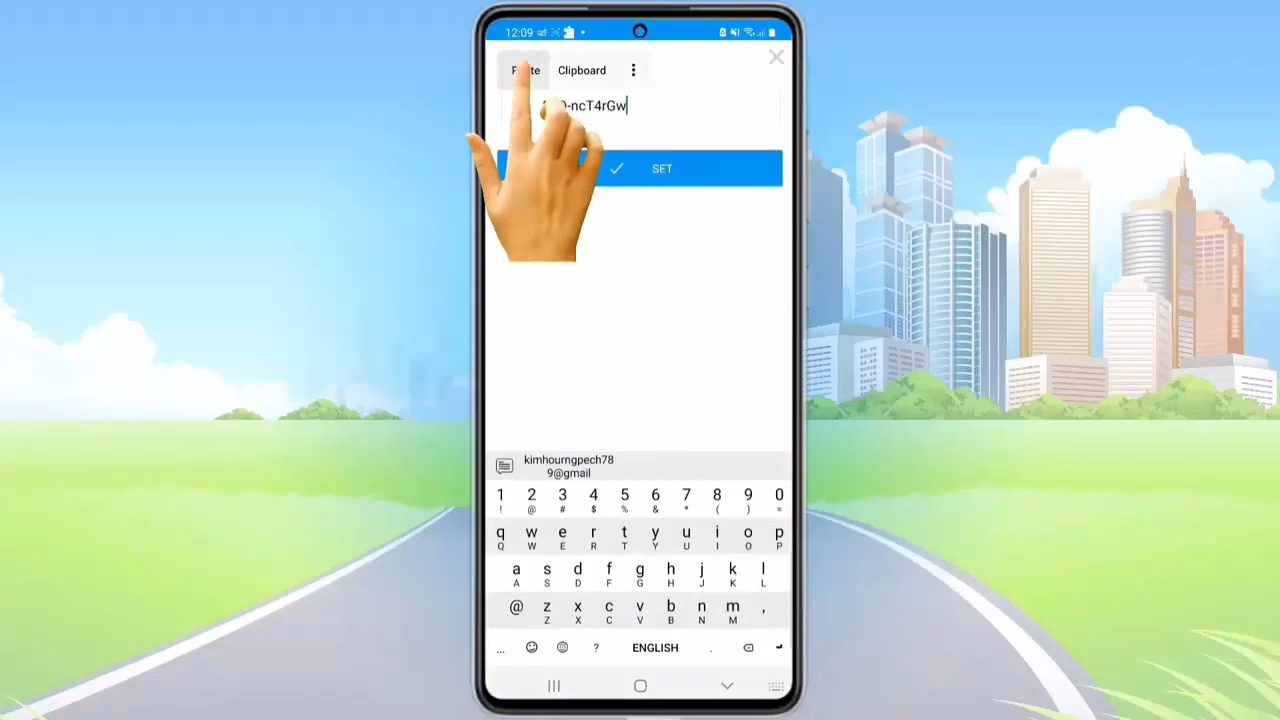 12:09
Clipboard
-ncT4rGw
SET
kimhourngpech78
9@gmail
1 2 3 4 5 6 7 8 9 0
! @ # $ % & * ( ) =
q w e r t y u i o p
Q W E R T Y U I O P
a s d f g h j k l
A S D F G H J K L
@ z x c v b n m ,
Z X C V B N M
... ? ENGLISH .